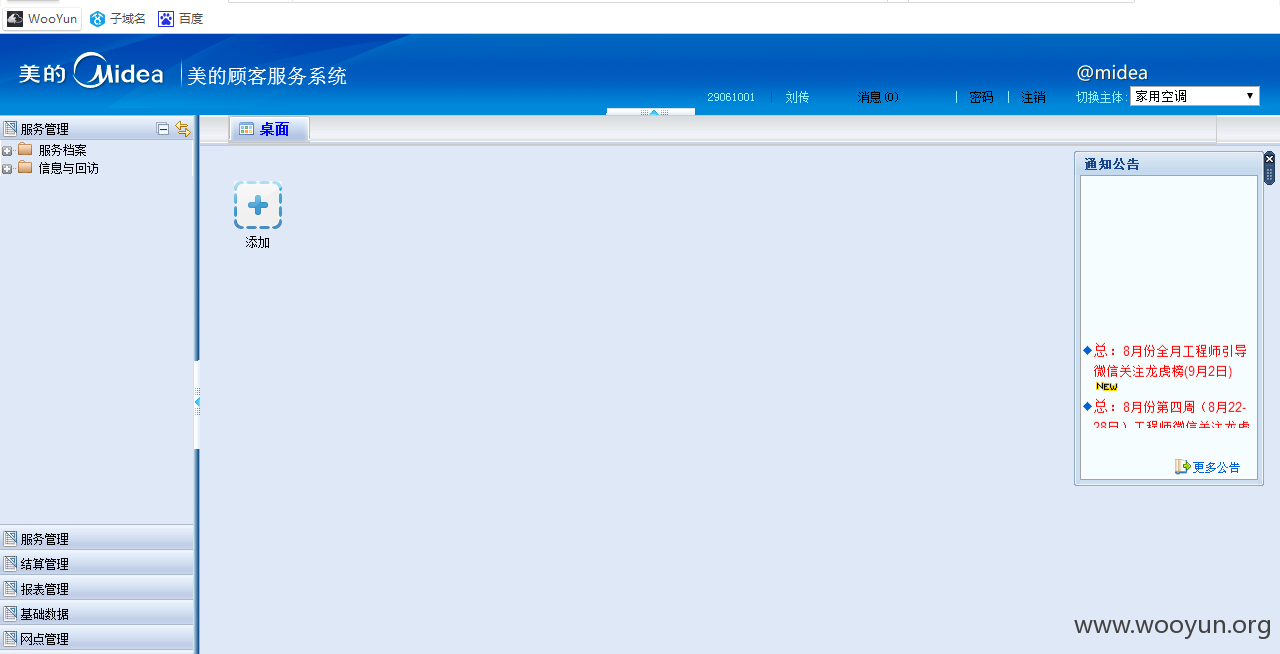 WooYun 子域名 百度
美的 Midea 美的顾客服务系统
@midea
29061001 刘传 消息(0) 密码 注销 切换主体: 家用空调
服务管理
桌面
服务档案
信息与回访
添加
通知公告
总：8月份全月工程师引导
微信关注龙虎榜(9月2日)
NEW
总：8月份第四周（8月22-
28日）工程师微信关注龙虎
更多公告
服务管理
结算管理
报表管理
基础数据
网点管理
www.wooyun.org